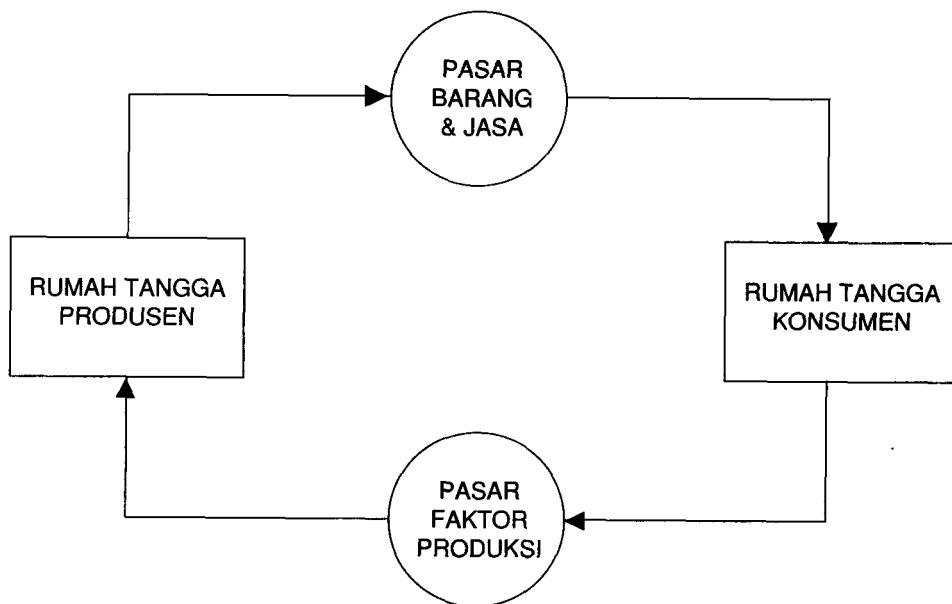 PASAR
BARANG
& JASA
RUMAH TANGGA
PRODUSEN
RUMAH TANGGA
KONSUMEN
PASAR
FAKTOR
PRODUKSI